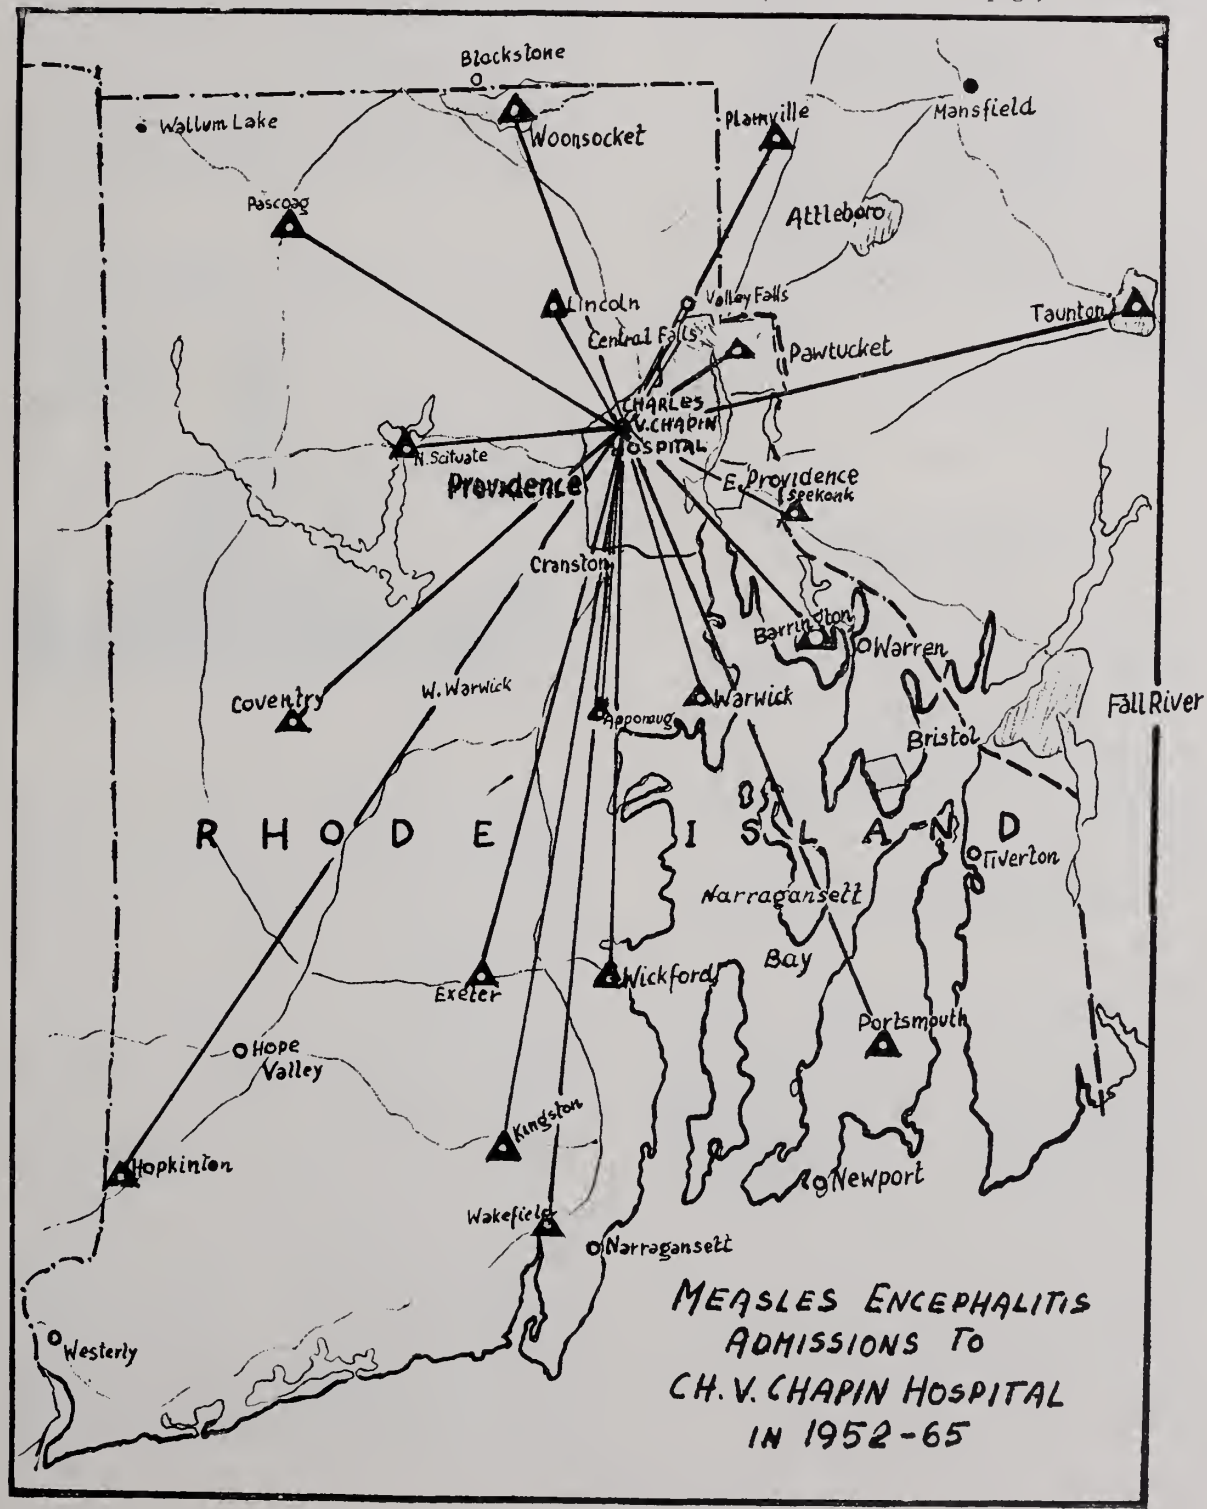 Blackstone
Wallum Lake
Woonsocket
Plainville
Mansfield
Pascoag
Attleboro
Lincoln
Valley Falls
Taunton
Central Falls
Pawtucket
CHARLES
V. CHAPIN
HOSPITAL
N. Scituate
Providence
E. Providence
Seekonk
Cranston
Barrington
Warren
Coventry
W. Warwick
Apponaug
Warwick
Fall River
Bristol
RHODE ISLAND
Tiverton
Narragansett
Bay
Exeter
Wickford
Portsmouth
Hope
Valley
Kingston
Hopkinton
Newport
Wakefield
Narragansett
Westerly
MEASLES ENCEPHALITIS
ADMISSIONS TO
CH. V. CHAPIN HOSPITAL
IN 1952-65